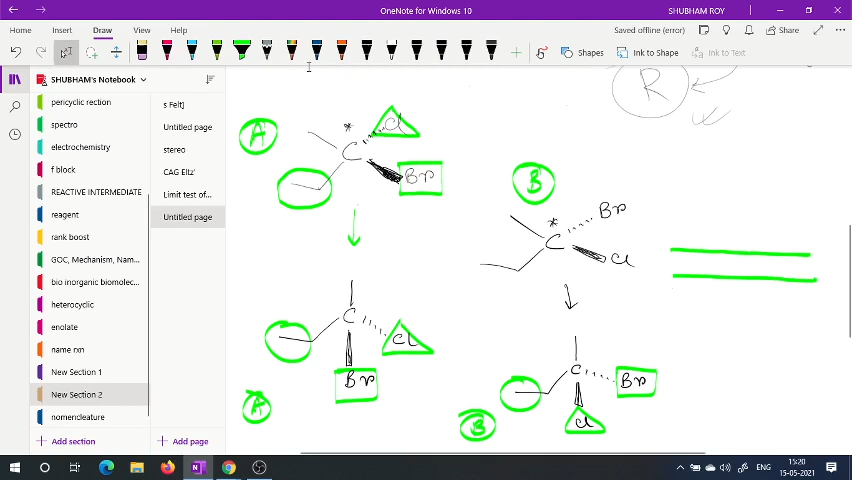 OneNote for Windows 10
SHUBHAM ROY
Home
Insert
Draw
View
Help
Saved offline (error)
Share
Shapes
Ink to Shape
Ink to Text
SHUBHAM's Notebook
pericyclic rection
spectro
electrochemistry
f block
REACTIVE INTERMEDIATE
reagent
rank boost
GOC, Mechanism, Nam...
bio inorganic biomolec...
heterocyclic
enolate
name rxn
New Section 1
New Section 2
nomencleature
Add section
s Felt]
Untitled page
stereo
CAG Ellz'
Limit test of...
Untitled page
Add page
R
A
*
Cl
C
Br
B
*
Br
C
Cl
C
Cl
Br
A
C
Br
Cl
B
ENG
15:20
15-05-2021